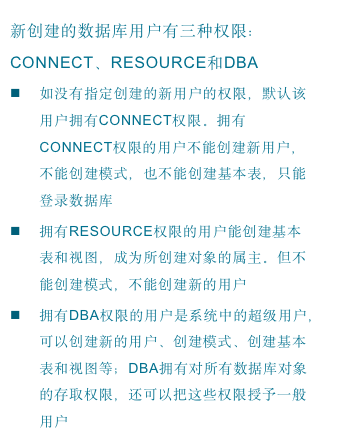 新创建的数据库用户有三种权限:
CONNECT、RESOURCE和DBA
■ 如没有指定创建的新用户的权限，默认该
用户拥有CONNECT权限。拥有
CONNECT权限的用户不能创建新用户，
不能创建模式，也不能创建基本表，只能
登录数据库
■ 拥有RESOURCE权限的用户能创建基本
表和视图，成为所创建对象的属主。但不
能创建模式，不能创建新的用户
■ 拥有DBA权限的用户是系统中的超级用户，
可以创建新的用户、创建模式、创建基本
表和视图等；DBA拥有对所有数据库对象
的存取权限，还可以把这些权限授予一般
用户